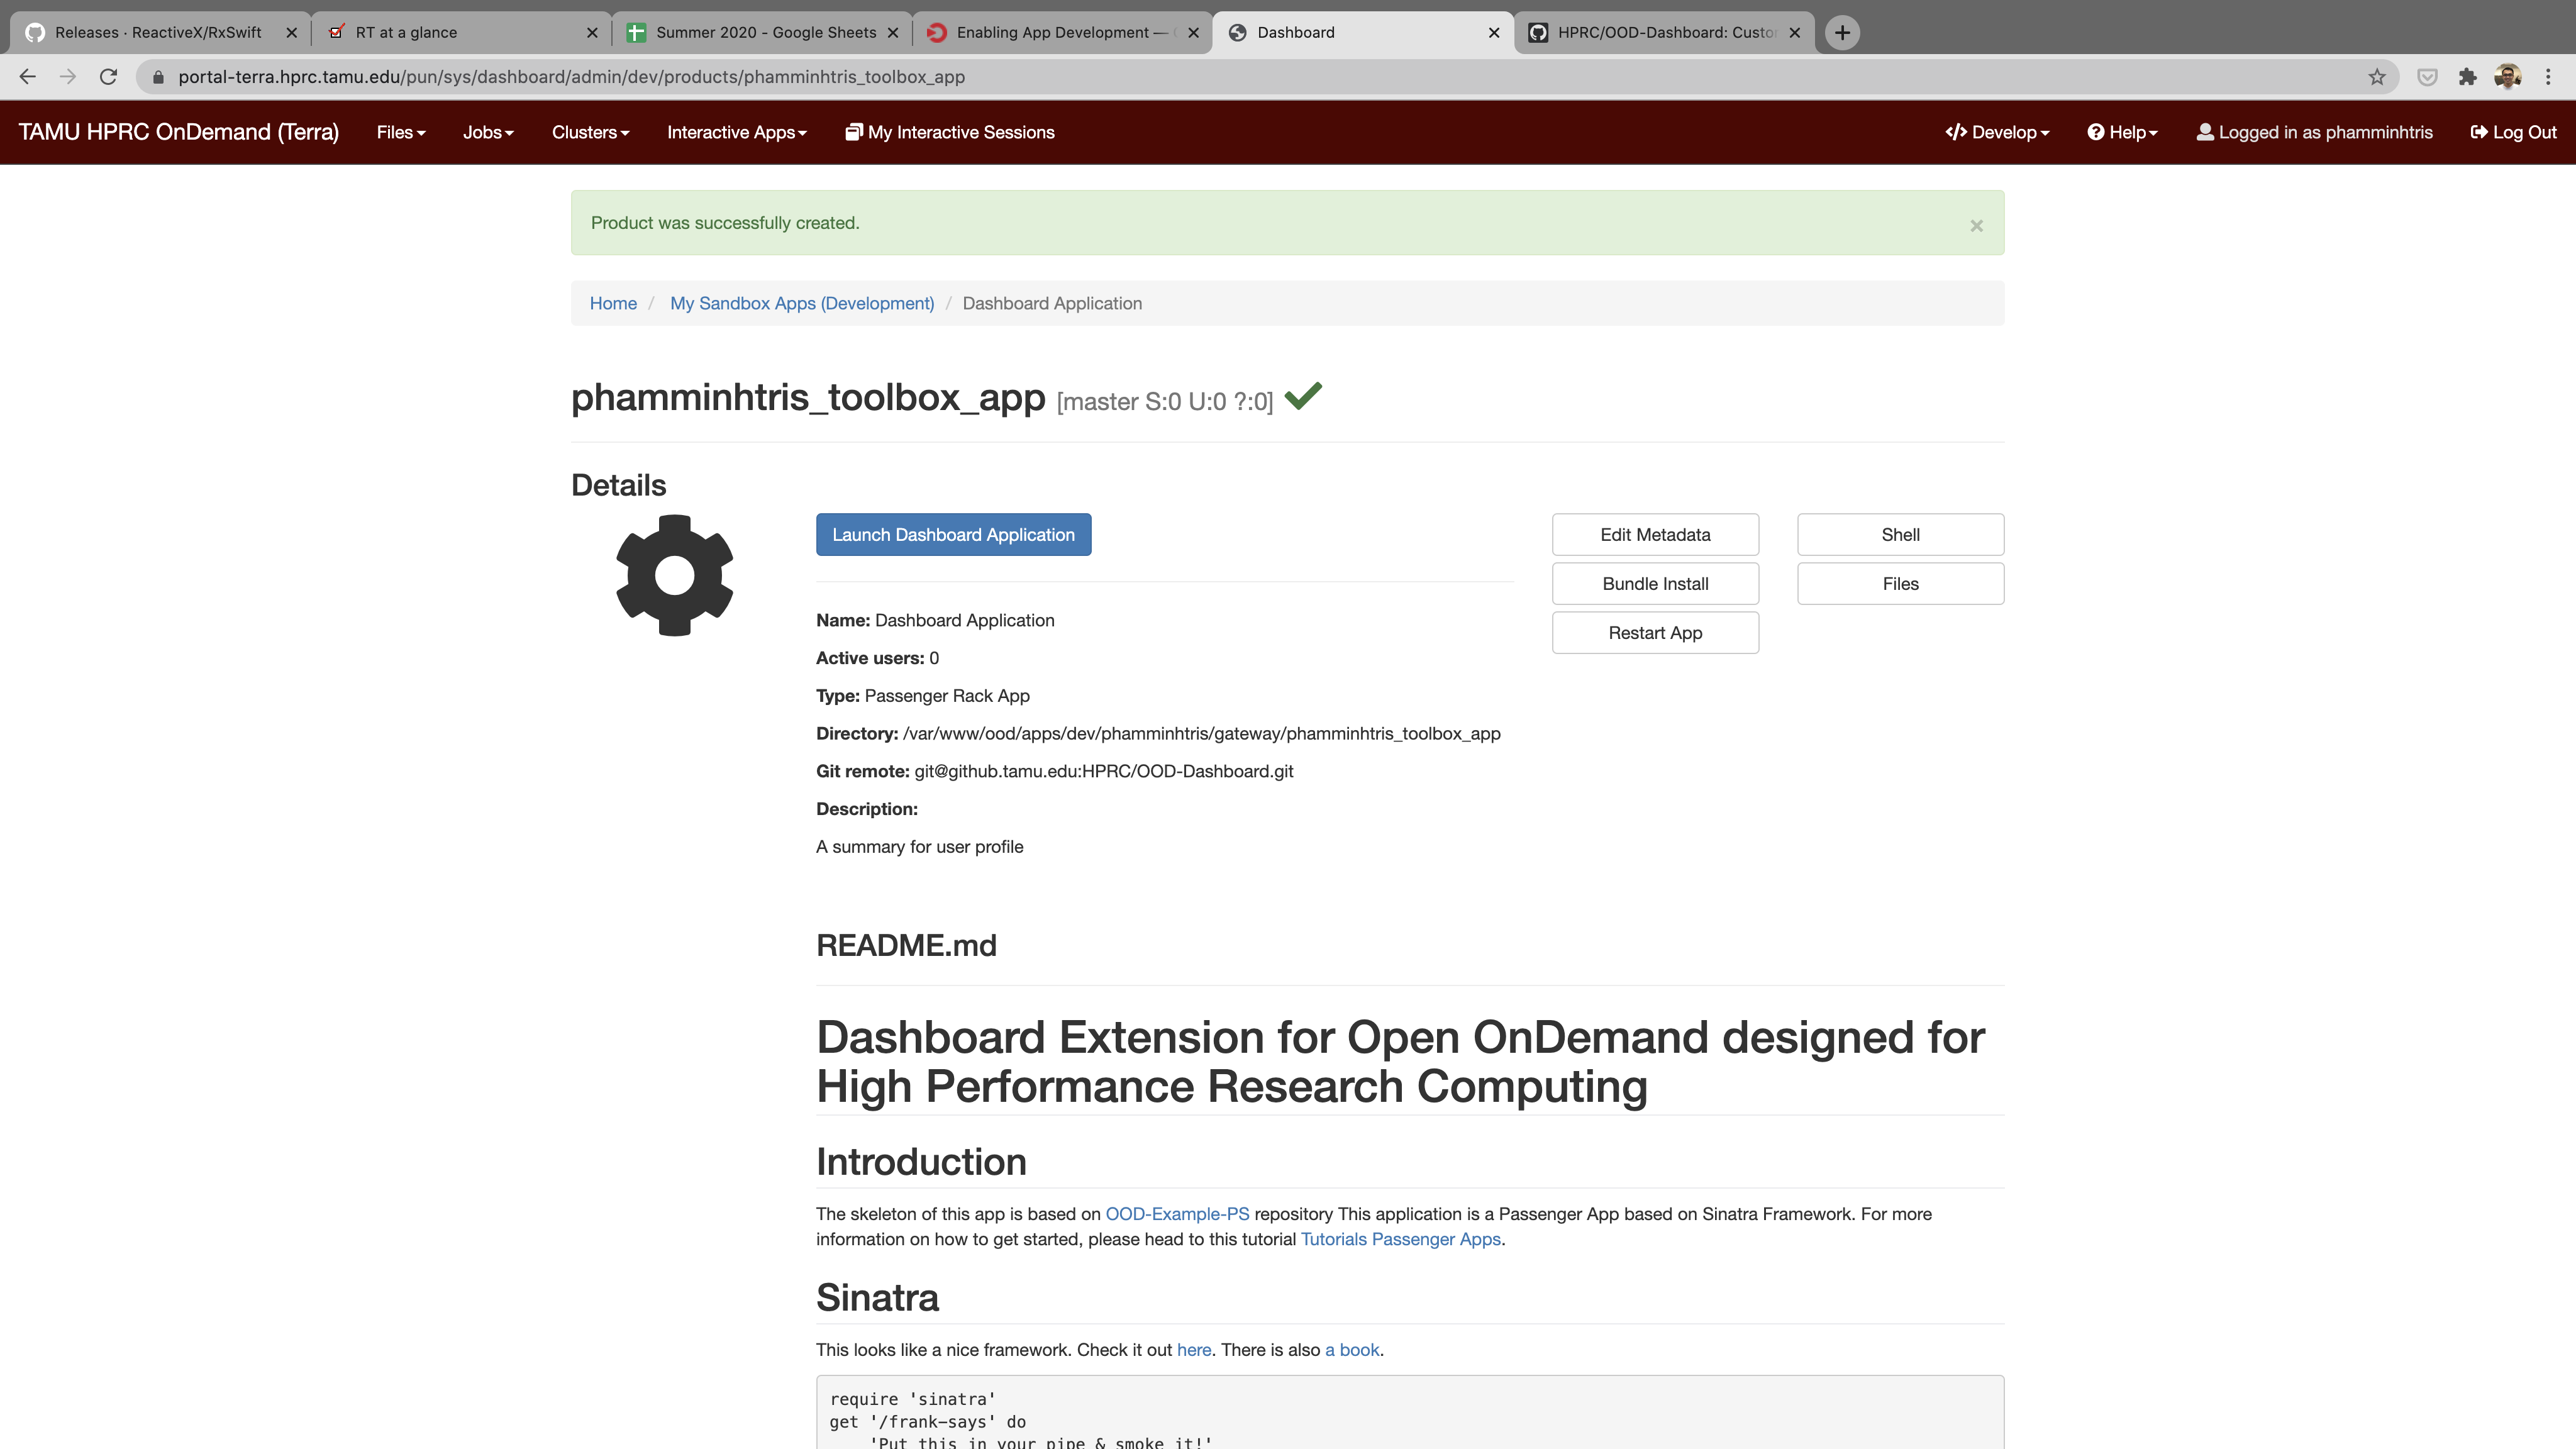 Releases · ReactiveX/RxSwift
RT at a glance
Summer 2020 - Google Sheets
Enabling App Development —
Dashboard
HPRC/OOD-Dashboard: Custo
portal-terra.hprc.tamu.edu/pun/sys/dashboard/admin/dev/products/phamminhtris_toolbox_app
TAMU HPRC OnDemand (Terra) Files Jobs Clusters Interactive Apps My Interactive Sessions </> Develop Help Logged in as phamminhtris Log Out
Product was successfully created. ×
Home / My Sandbox Apps (Development) / Dashboard Application
phamminhtris_toolbox_app [master S:0 U:0 ?:0]
Details
Launch Dashboard Application
Edit Metadata
Shell
Bundle Install
Files
Restart App
Name: Dashboard Application
Active users: 0
Type: Passenger Rack App
Directory: /var/www/ood/apps/dev/phamminhtris/gateway/phamminhtris_toolbox_app
Git remote: git@github.tamu.edu:HPRC/OOD-Dashboard.git
Description:
A summary for user profile
README.md
Dashboard Extension for Open OnDemand designed for
High Performance Research Computing
Introduction
The skeleton of this app is based on OOD-Example-PS repository This application is a Passenger App based on Sinatra Framework. For more
information on how to get started, please head to this tutorial Tutorials Passenger Apps.
Sinatra
This looks like a nice framework. Check it out here. There is also a book.
require 'sinatra'
get '/frank-says' do
'Put this in your pipe & smoke it!'